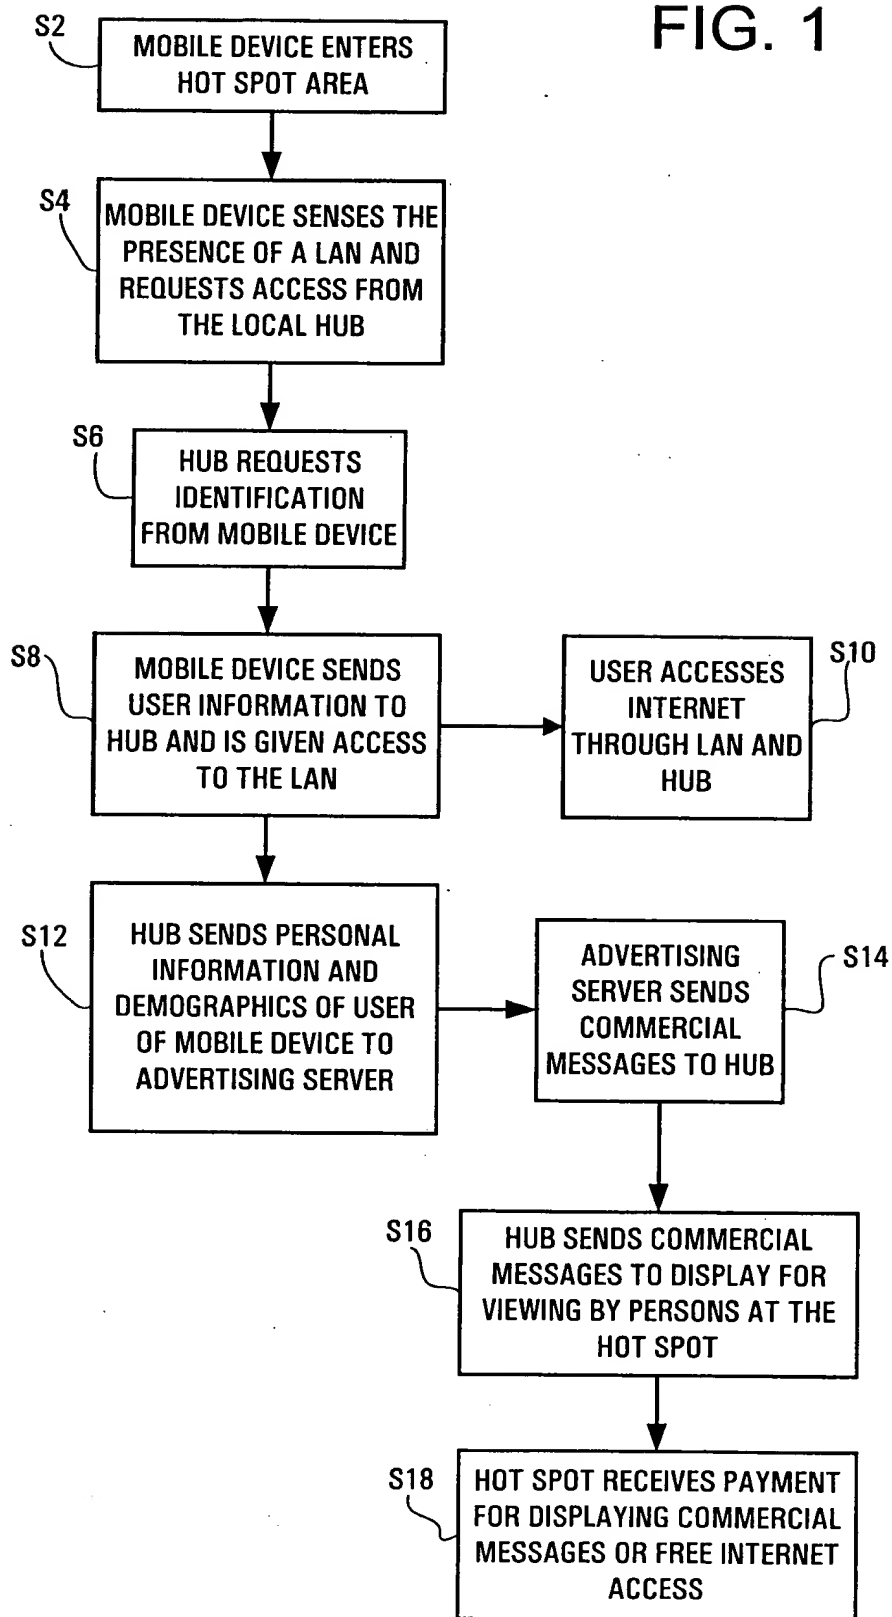 FIG. 1
S2
MOBILE DEVICE ENTERS
HOT SPOT AREA
S4
MOBILE DEVICE SENSES THE
PRESENCE OF A LAN AND
REQUESTS ACCESS FROM
THE LOCAL HUB
S6
HUB REQUESTS
IDENTIFICATION
FROM MOBILE DEVICE
S8
MOBILE DEVICE SENDS
USER INFORMATION TO
HUB AND IS GIVEN ACCESS
TO THE LAN
S10
USER ACCESSES
INTERNET
THROUGH LAN AND
HUB
S12
HUB SENDS PERSONAL
INFORMATION AND
DEMOGRAPHICS OF USER
OF MOBILE DEVICE TO
ADVERTISING SERVER
S14
ADVERTISING
SERVER SENDS
COMMERCIAL
MESSAGES TO HUB
S16
HUB SENDS COMMERCIAL
MESSAGES TO DISPLAY FOR
VIEWING BY PERSONS AT THE
HOT SPOT
S18
HOT SPOT RECEIVES PAYMENT
FOR DISPLAYING COMMERCIAL
MESSAGES OR FREE INTERNET
ACCESS